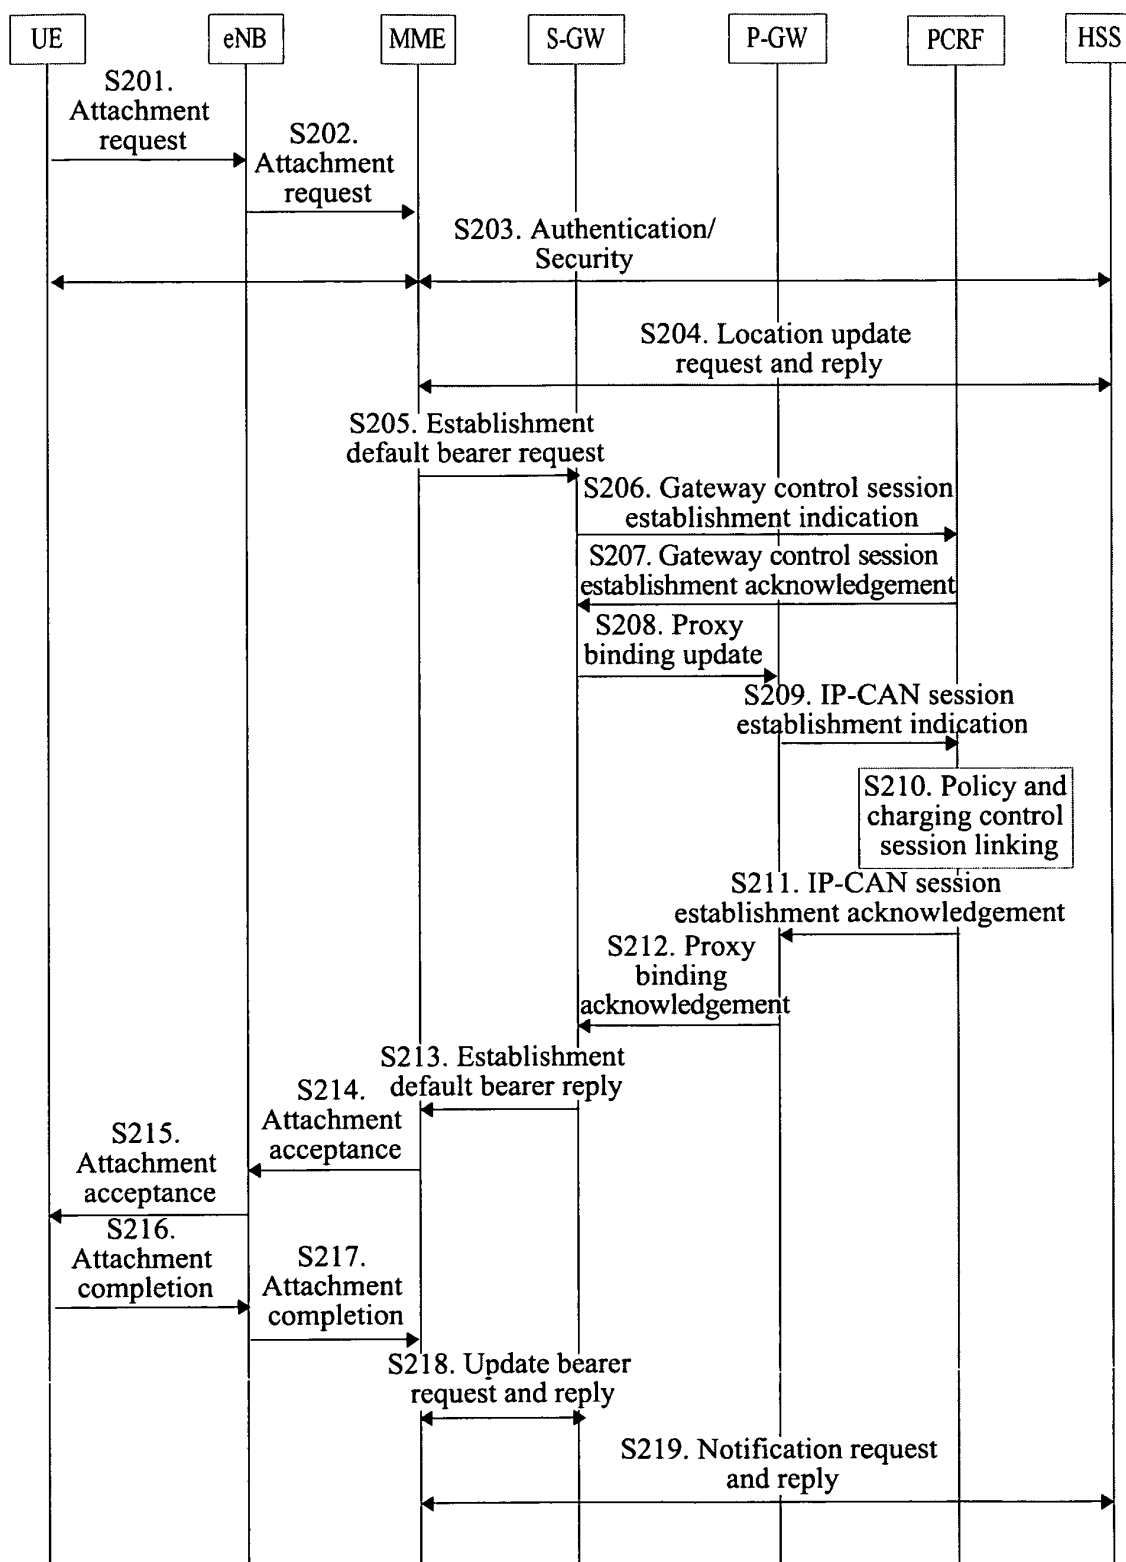 UE
eNB
MME
S-GW
P-GW
PCRF
HSS
S201.
Attachment
request
S202.
Attachment
request
S203. Authentication/
Security
S204. Location update
request and reply
S205. Establishment
default bearer request
S206. Gateway control session
establishment indication
S207. Gateway control session
establishment acknowledgement
S208. Proxy
binding update
S209. IP-CAN session
establishment indication
S210. Policy and
charging control
session linking
S211. IP-CAN session
establishment acknowledgement
S212. Proxy
binding
acknowledgement
S213. Establishment
default bearer reply
S214.
Attachment
acceptance
S215.
Attachment
acceptance
S216.
Attachment
completion
S217.
Attachment
completion
S218. Update bearer
request and reply
S219. Notification request
and reply